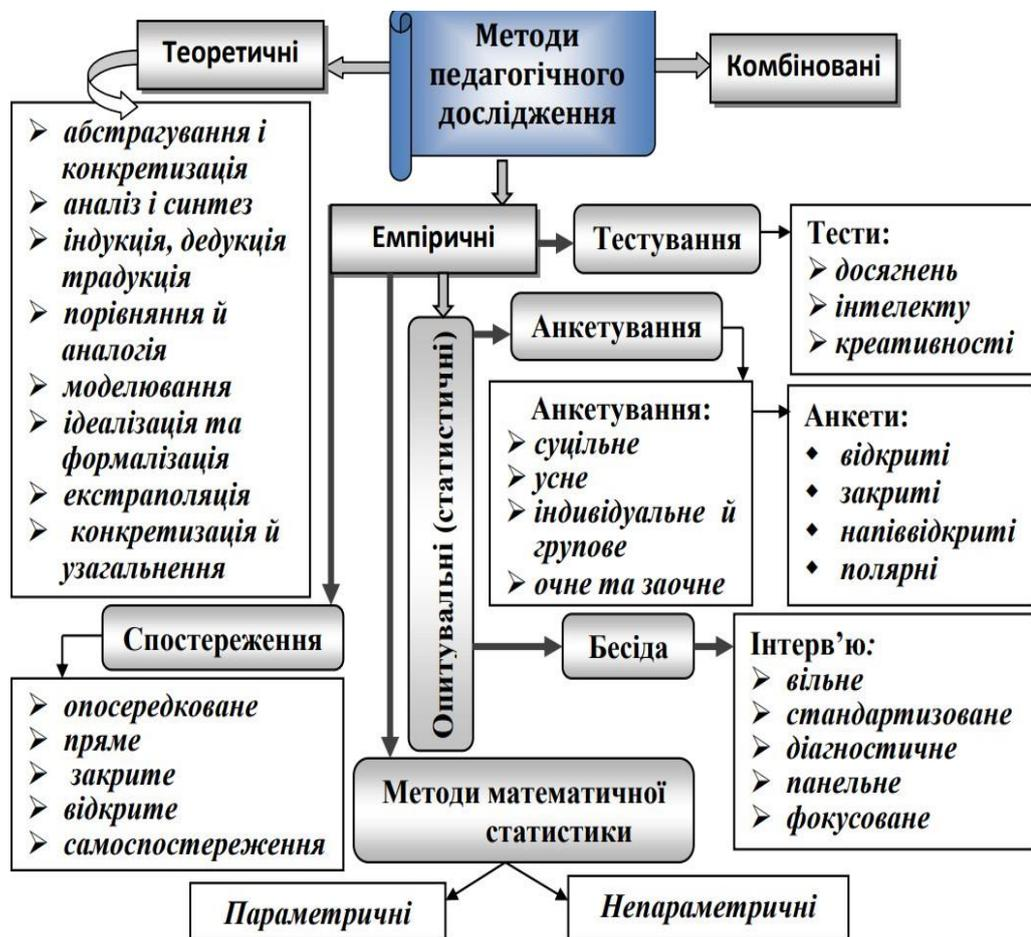 Методи
педагогічного
дослідження
Теоретичні
Комбіновані
абстрагування і
конкретизація
аналіз і синтез
індукція, дедукція
традукція
порівняння й
аналогія
моделювання
ідеалізація та
формалізація
екстраполяція
конкретизація й
узагальнення
Емпіричні
Тестування
Тести:
досягнень
інтелекту
креативності
Опитувальні (статистичні)
Анкетування
Анкетування:
суцільне
усне
індивідуальне й
групове
очне та заочне
Анкети:
відкриті
закриті
напіввідкриті
полярні
Бесіда
Інтерв’ю:
вільне
стандартизоване
діагностичне
панельне
фокусоване
Спостереження
опосередковане
пряме
закрите
відкрите
самоспостереження
Методи математичної
статистики
Параметричні
Непараметричні